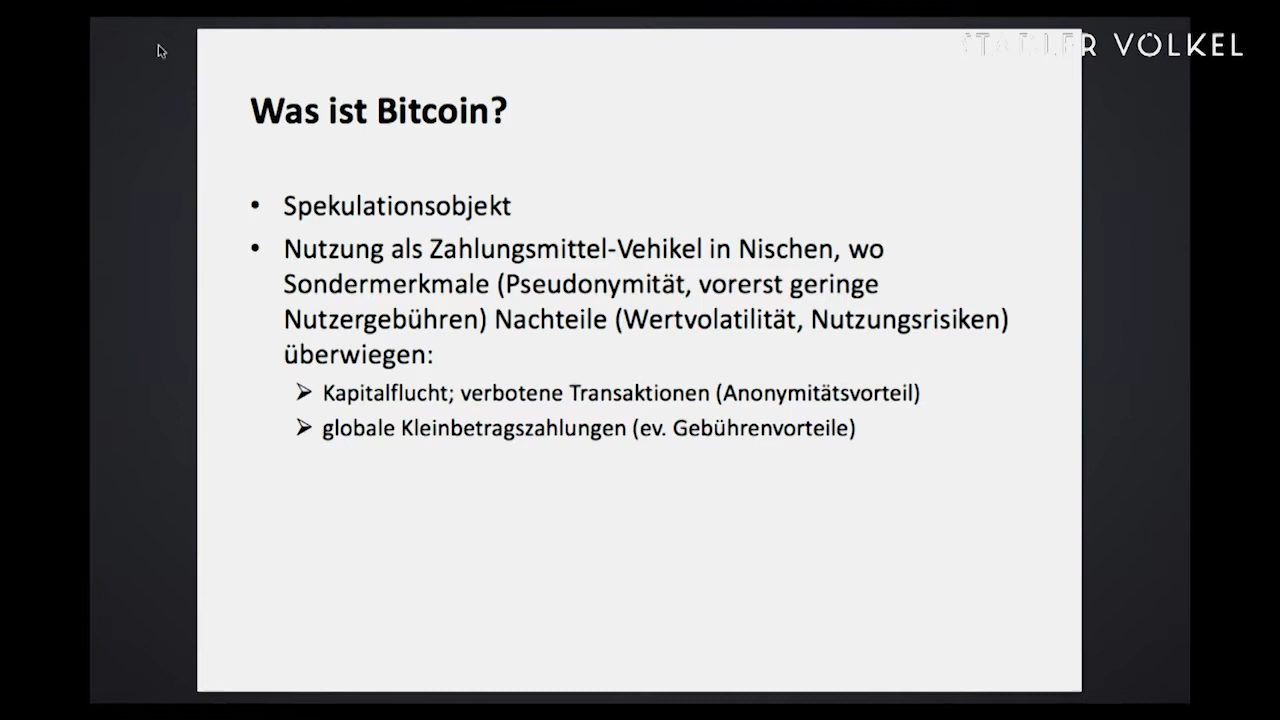 STADLER VÖLKEL
Was ist Bitcoin?
• Spekulationsobjekt
• Nutzung als Zahlungsmittel-Vehikel in Nischen, wo
Sondermerkmale (Pseudonymität, vorerst geringe
Nutzergebühren) Nachteile (Wertvolatilität, Nutzungsrisiken)
überwiegen:
➢ Kapitalflucht; verbotene Transaktionen (Anonymitätsvorteil)
➢ globale Kleinbetragszahlungen (ev. Gebührenvorteile)